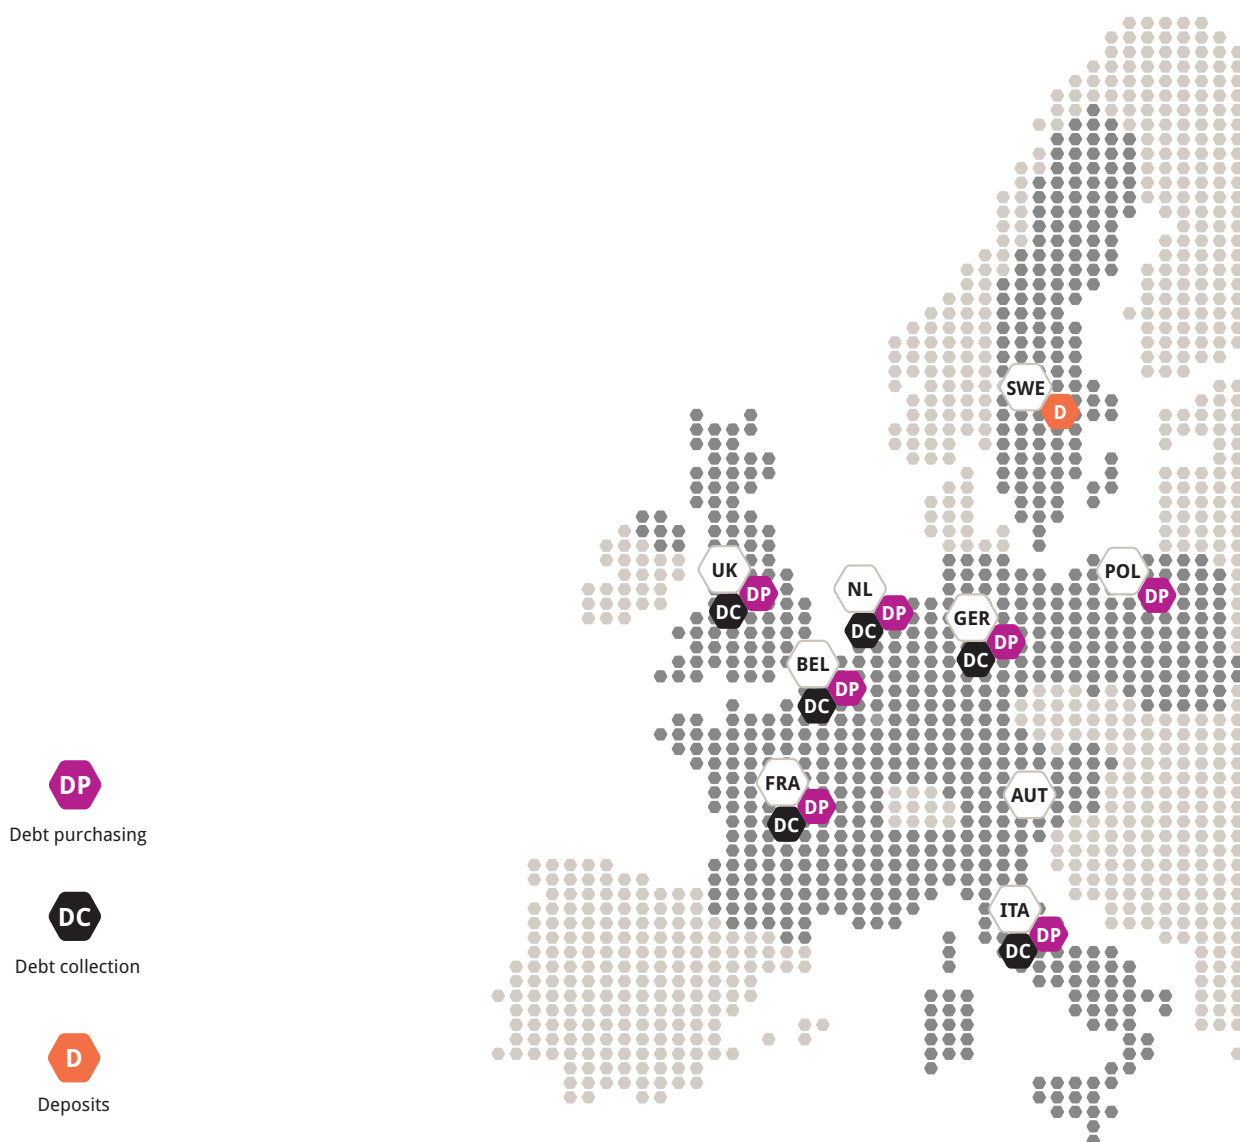 SWE
D
UK
DP
DC
NL
DP
DC
POL
DP
GER
DP
DC
BEL
DP
DC
FRA
DP
DC
AUT
ITA
DP
DC
DP
Debt purchasing
DC
Debt collection
D
Deposits